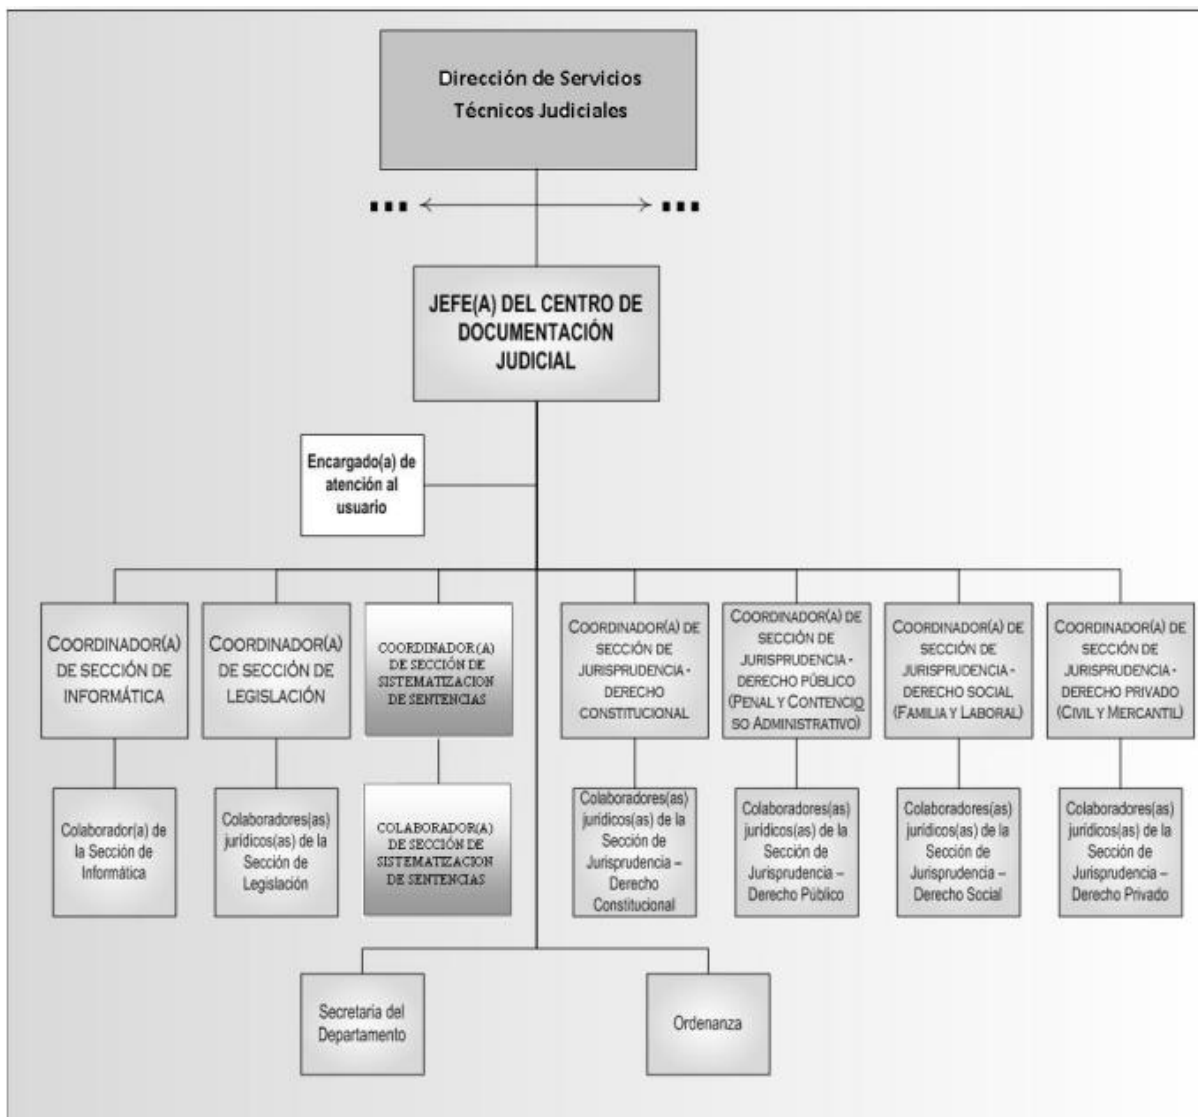 Dirección de Servicios
Técnicos Judiciales
JEFE(A) DEL CENTRO DE
DOCUMENTACIÓN
JUDICIAL
Encargado(a) de
atención al
usuario
COORDINADOR(A)
DE SECCIÓN DE
INFORMÁTICA
COORDINADOR(A)
DE SECCIÓN DE
LEGISLACIÓN
COORDINADOR(A)
DE SECCIÓN DE
SISTEMATIZACION
DE SENTENCIAS
COORDINADOR(A) DE
SECCIÓN DE
JURISPRUDENCIA -
DERECHO
CONSTITUCIONAL
COORDINADOR(A) DE
SECCIÓN DE
JURISPRUDENCIA -
DERECHO PÚBLICO
(PENAL Y CONTENCIO
SO ADMINISTRATIVO)
COORDINADOR(A) DE
SECCIÓN DE
JURISPRUDENCIA -
DERECHO SOCIAL
(FAMILIA Y LABORAL)
COORDINADOR(A) DE
SECCIÓN DE
JURISPRUDENCIA -
DERECHO PRIVADO
(CIVIL Y MERCANTIL)
Colaborador(a) de
la Sección de
Informática
Colaboradores(as)
jurídicos(as) de la
Sección de
Legislación
COLABORADOR(A)
DE SECCIÓN DE
SISTEMATIZACION
DE SENTENCIAS
Colaboradores(as)
jurídicos(as) de la
Sección de
Jurisprudencia –
Derecho
Constitucional
Colaboradores(as)
jurídicos(as) de la
Sección de
Jurisprudencia –
Derecho Público
Colaboradores(as)
jurídicos(as) de la
Sección de
Jurisprudencia –
Derecho Social
Colaboradores(as)
jurídicos(as) de la
Sección de
Jurisprudencia –
Derecho Privado
Secretaria del
Departamento
Ordenanza